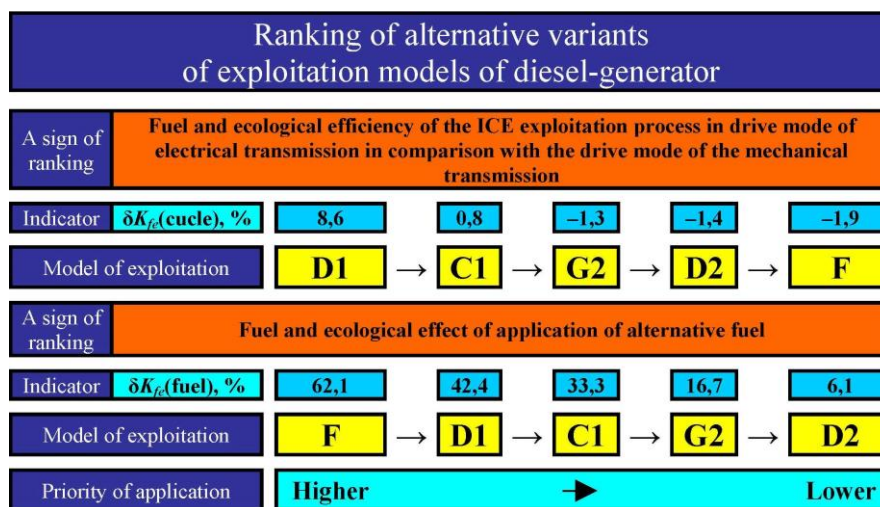 Ranking of alternative variants
of exploitation models of diesel-generator
A sign of
ranking
Fuel and ecological efficiency of the ICE exploitation process in drive mode of
electrical transmission in comparison with the drive mode of the mechanical
transmission
Indicator δKfe(cucle), % 8,6 0,8 –1,3 –1,4 –1,9
Model of exploitation D1 → C1 → G2 → D2 → F
A sign of
ranking
Fuel and ecological effect of application of alternative fuel
Indicator δKfe(fuel), % 62,1 42,4 33,3 16,7 6,1
Model of exploitation F → D1 → C1 → G2 → D2
Priority of application Higher → Lower